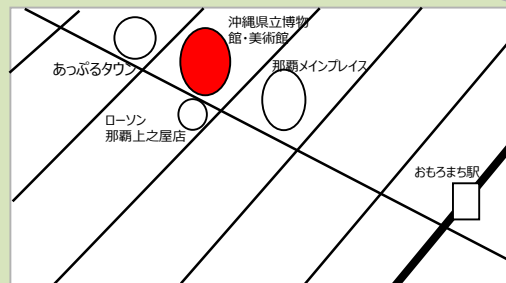 沖縄県立博物
館・美術館
あっぷるタウン
那覇メインプレイス
ローソン
那覇上之屋店
おもろまち駅